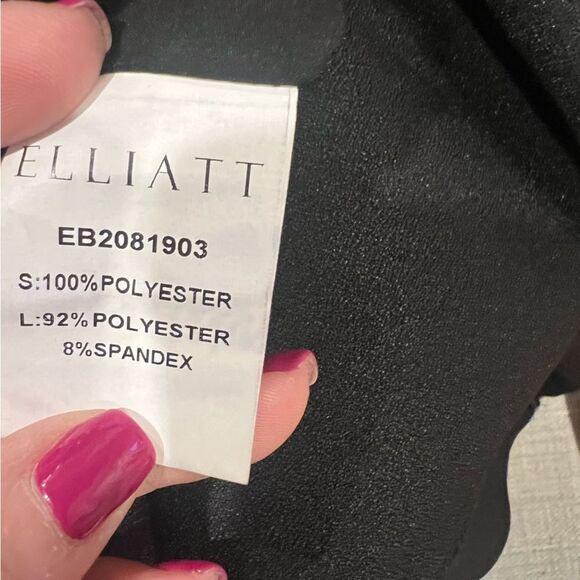 ELLIATT
EB2081903
S:100%POLYESTER
L:92%POLYESTER
8%SPANDEX